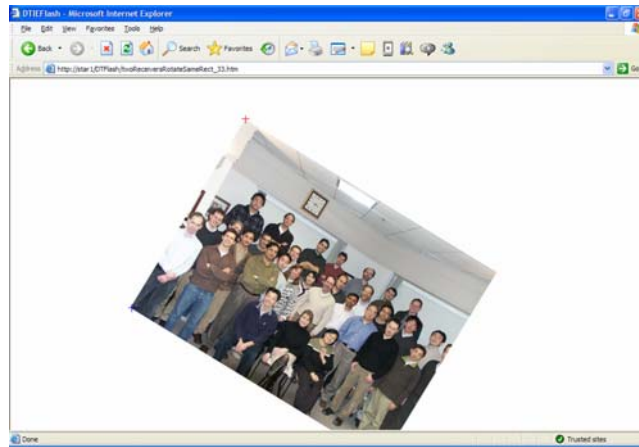 DTIEFlash - Microsoft Internet Explorer
File Edit View Favorites Tools Help
Back Search Favorites
Address http://star1/DTFlash/twoReceiversRotateSameRect_33.htm Go
Done Trusted sites